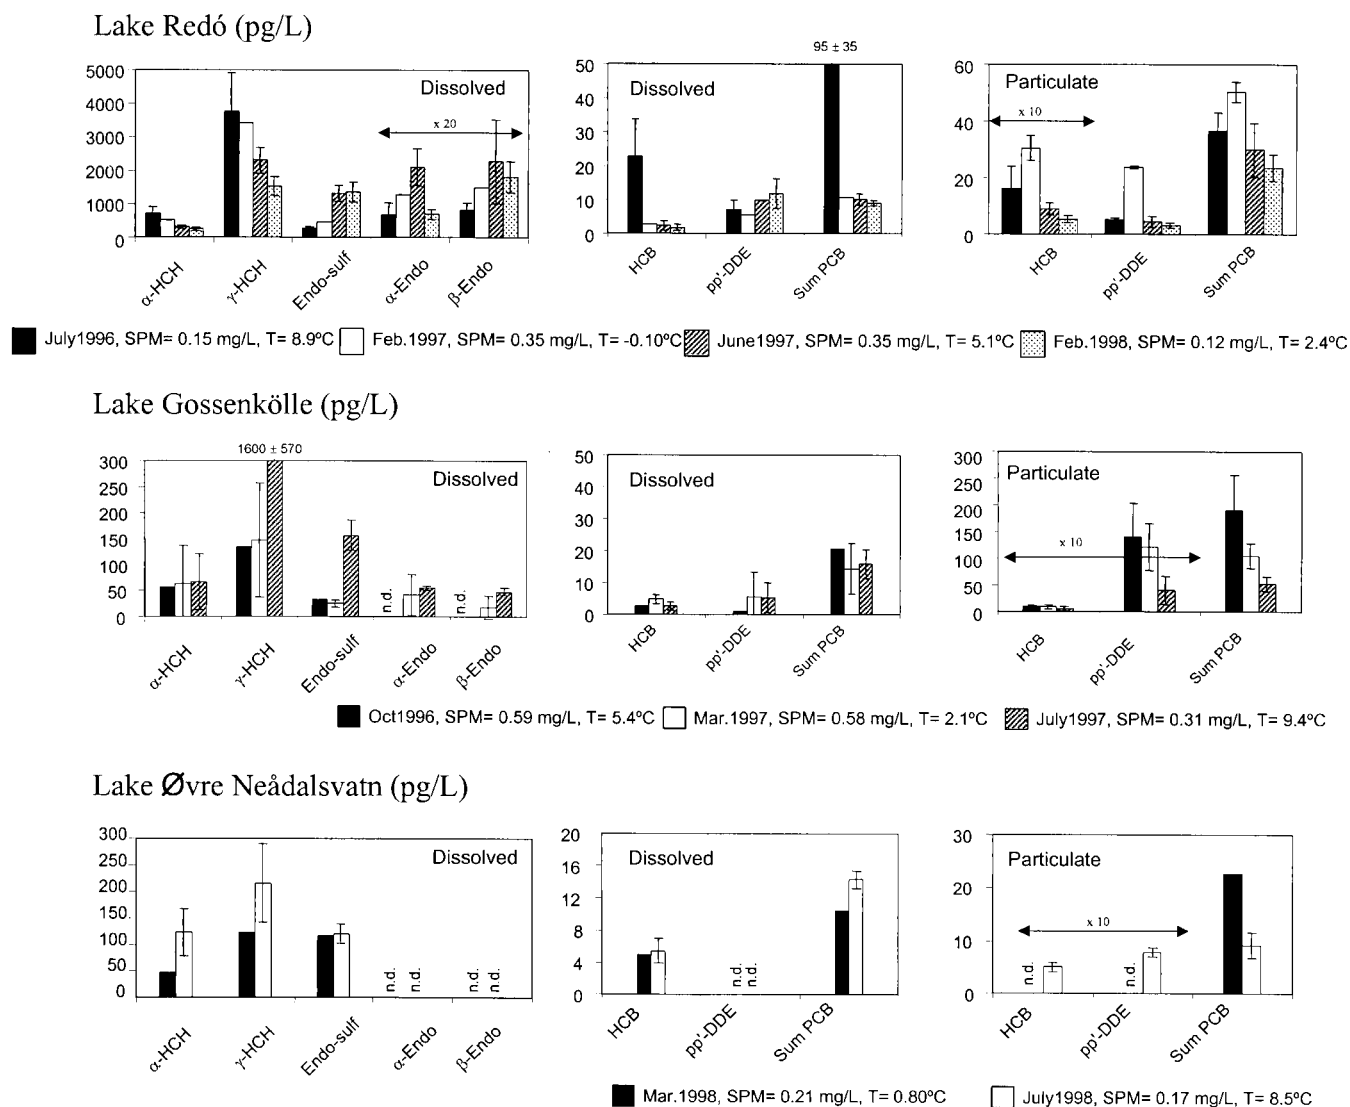 Lake Redó (pg/L)
5000
4000
3000
2000
1000
0
Dissolved
x 20
α-HCH
γ-HCH
Endo-sulf
α-Endo
β-Endo
95 ± 35
50
40
30
20
10
0
Dissolved
HCB
pp'-DDE
Sum PCB
60
40
20
0
Particulate
x 10
HCB
pp'-DDE
Sum PCB
July1996, SPM= 0.15 mg/L, T= 8.9ºC
Feb.1997, SPM= 0.35 mg/L, T= -0.10ºC
June1997, SPM= 0.35 mg/L, T= 5.1ºC
Feb.1998, SPM= 0.12 mg/L, T= 2.4ºC
Lake Gossenkölle (pg/L)
1600 ± 570
300
250
200
150
100
50
0
Dissolved
n.d.
n.d.
α-HCH
γ-HCH
Endo-sulf
α-Endo
β-Endo
50
40
30
20
10
0
Dissolved
HCB
pp'-DDE
Sum PCB
300
250
200
150
100
50
0
Particulate
x 10
HCB
pp'-DDE
Sum PCB
Oct1996, SPM= 0.59 mg/L, T= 5.4ºC
Mar.1997, SPM= 0.58 mg/L, T= 2.1ºC
July1997, SPM= 0.31 mg/L, T= 9.4ºC
Lake Øvre Neådalsvatn (pg/L)
300
250
200
150
100
50
0
Dissolved
n.d.
n.d.
n.d.
n.d.
α-HCH
γ-HCH
Endo-sulf
α-Endo
β-Endo
20
16
12
8
4
0
Dissolved
n.d.
n.d.
HCB
pp'-DDE
Sum PCB
30
20
10
0
Particulate
x 10
n.d.
n.d.
HCB
pp'-DDE
Sum PCB
Mar.1998, SPM= 0.21 mg/L, T= 0.80ºC
July1998, SPM= 0.17 mg/L, T= 8.5ºC